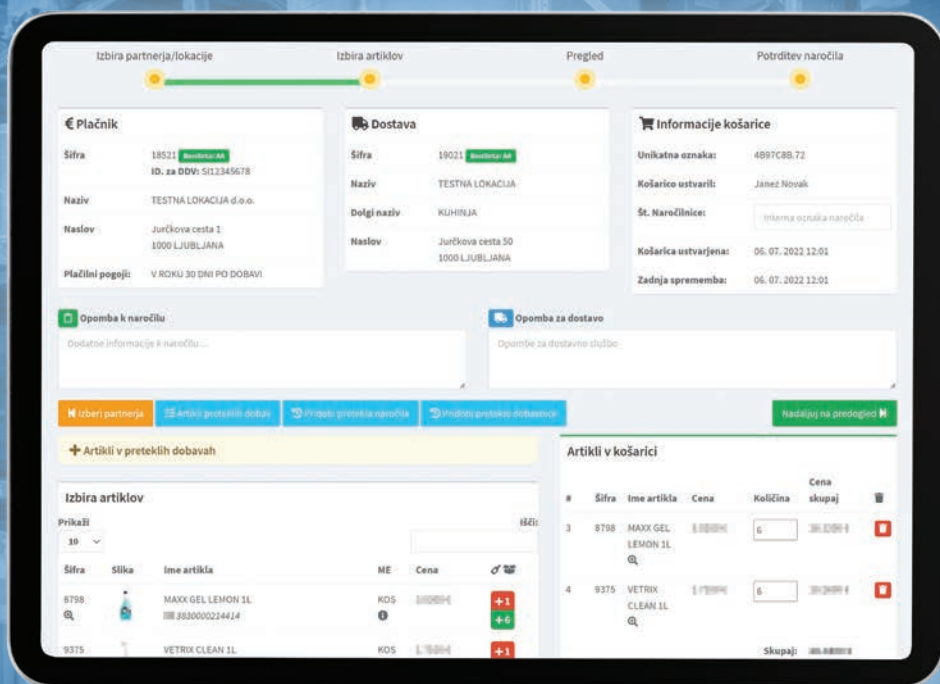 Izbira partnerja/lokacije
Izbira artiklov
Pregled
Potrditev naročila
€ Plačnik
Šifra 18521 Boniteta: AA
ID. za DDV: SI12345678
Naziv TESTNA LOKACIJA d.o.o.
Naslov Jurčkova cesta 1
1000 LJUBLJANA
Plačilni pogoji: V ROKU 30 DNI PO DOBAVI
Dostava
Šifra 19021 Boniteta: AA
Naziv TESTNA LOKACIJA
Dolgi naziv KUHINJA
Naslov Jurčkova cesta 50
1000 LJUBLJANA
Informacije košarice
Unikatna oznaka: 4B97C8B.72
Košarico ustvaril: Janez Novak
Št. Naročilnice: Interna oznaka naročila
Košarica ustvarjena: 06. 07. 2022 12:01
Zadnja sprememba: 06. 07. 2022 12:01
Opomba k naročilu
Dodatne informacije k naročilu ...
Opomba za dostavo
Opombe za dostavno službo
Izberi partnerja
Artikli preteklih dobav
Pridobi pretekla naročila
Pridobi pretekle dobavnice
Nadaljuj na predogled
+ Artikli v preteklih dobavah
Izbira artiklov
Prikaži
10
Išči:
Šifra Slika Ime artikla ME Cena
8798 MAXX GEL LEMON 1L KOS +1
3830000214414 +6
9375 VETRIX CLEAN 1L KOS +1
Artikli v košarici
# Šifra Ime artikla Cena Količina Cena skupaj
3 8798 MAXX GEL LEMON 1L 6
4 9375 VETRIX CLEAN 1L 6
Skupaj: